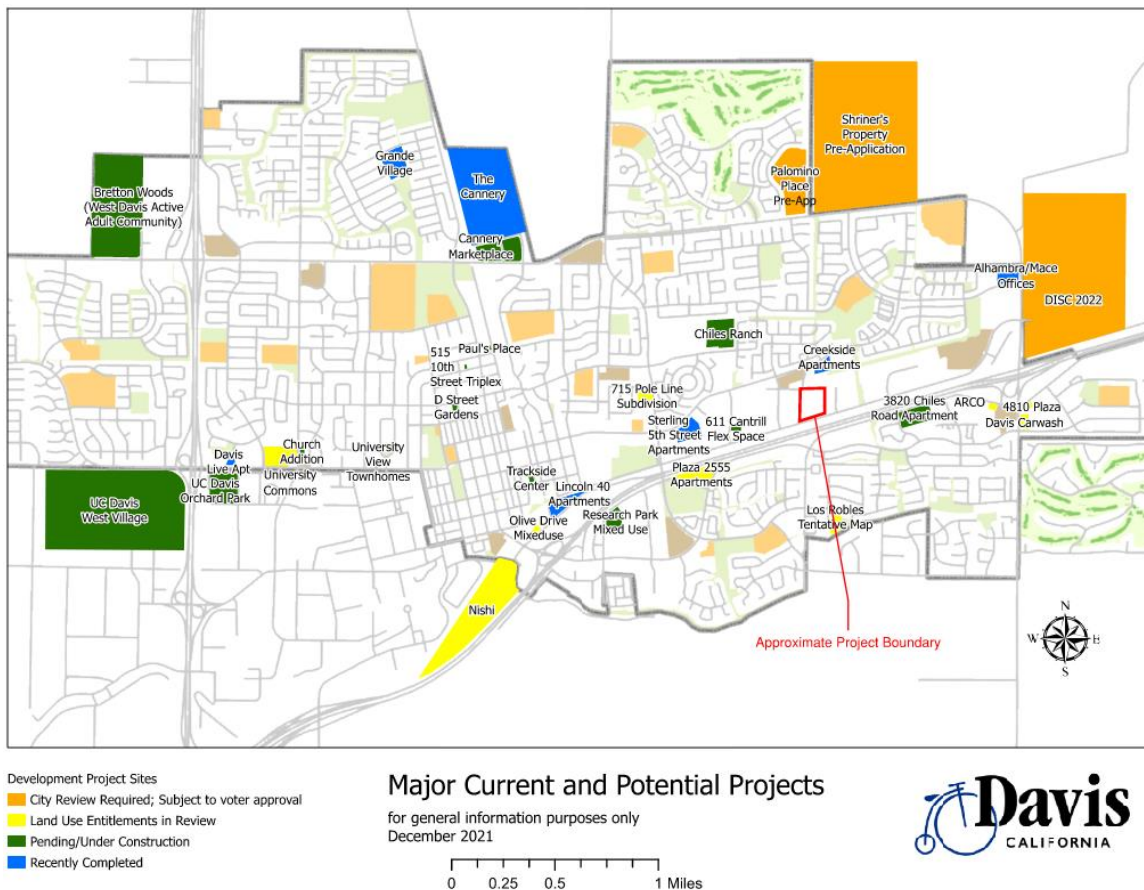 Shriner's
Property
Pre-Application
Grande
Village
The
Cannery
Palomino
Place
Pre-App
Bretton Woods
(West Davis Active
Adult Community)
Cannery
Marketplace
Alhambra/Mace
Offices
DISC 2022
Chiles Ranch
515
10th
Street Triplex
Paul's Place
Creekside
Apartments
D Street
Gardens
715 Pole Line
Subdivision
3820 Chiles
Road Apartment
ARCO
4810 Plaza
Davis Carwash
Sterling
5th Street
Apartments
611 Cantrill
Flex Space
Davis
Live Apt
Church
Addition
University
Commons
University
View
Townhomes
UC Davis
Orchard Park
UC Davis
West Village
Trackside
Center
Lincoln 40
Apartments
Plaza 2555
Apartments
Olive Drive
Mixeduse
Research Park
Mixed Use
Los Robles
Tentative Map
Nishi
Approximate Project Boundary
N
W
E
S
Development Project Sites
City Review Required; Subject to voter approval
Land Use Entitlements in Review
Pending/Under Construction
Recently Completed
Major Current and Potential Projects
for general information purposes only
December 2021
0 0.25 0.5 1 Miles
Davis
CALIFORNIA